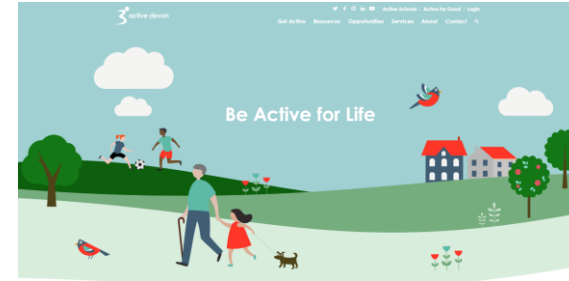 active devon
Active Schools | Active for Good | Login
Get Active Resources Opportunities Services About Contact
Be Active for Life